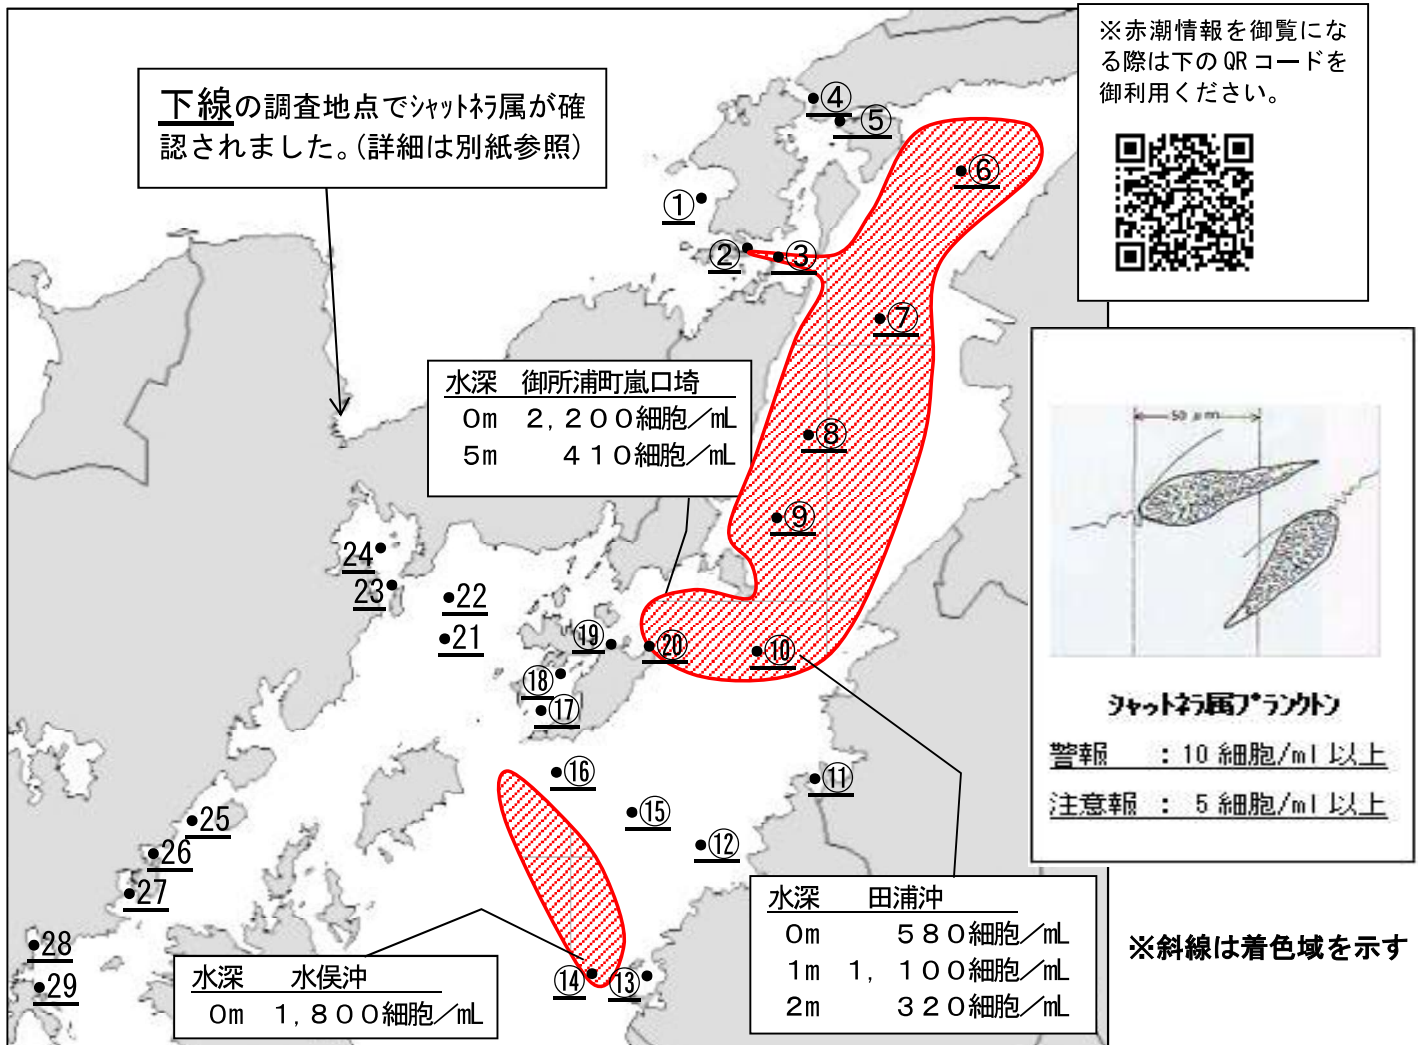 ※赤潮情報を御覧にな
る際は下のQRコードを
御利用ください。
下線の調査地点でｼｬｯﾄﾈﾗ属が確
認されました。(詳細は別紙参照)
④
⑤
⑥
①
②
③
⑦
水深 御所浦町嵐口埼
0m 2,200細胞／mL
5m 410細胞／mL
⑧
⑨
50 μm
ｼｬｯﾄﾈﾗ属ﾌﾟﾗﾝｸﾄﾝ
警報 ：10 細胞/ml 以上
注意報 ： 5 細胞/ml 以上
24
23
22
21
⑲
⑳
⑩
⑱
⑰
⑯
⑪
⑮
⑫
25
26
27
28
29
⑭
⑬
水深 水俣沖
0m 1,800細胞／mL
水深 田浦沖
0m 580細胞／mL
1m 1，100細胞／mL
2m 320細胞／mL
※斜線は着色域を示す